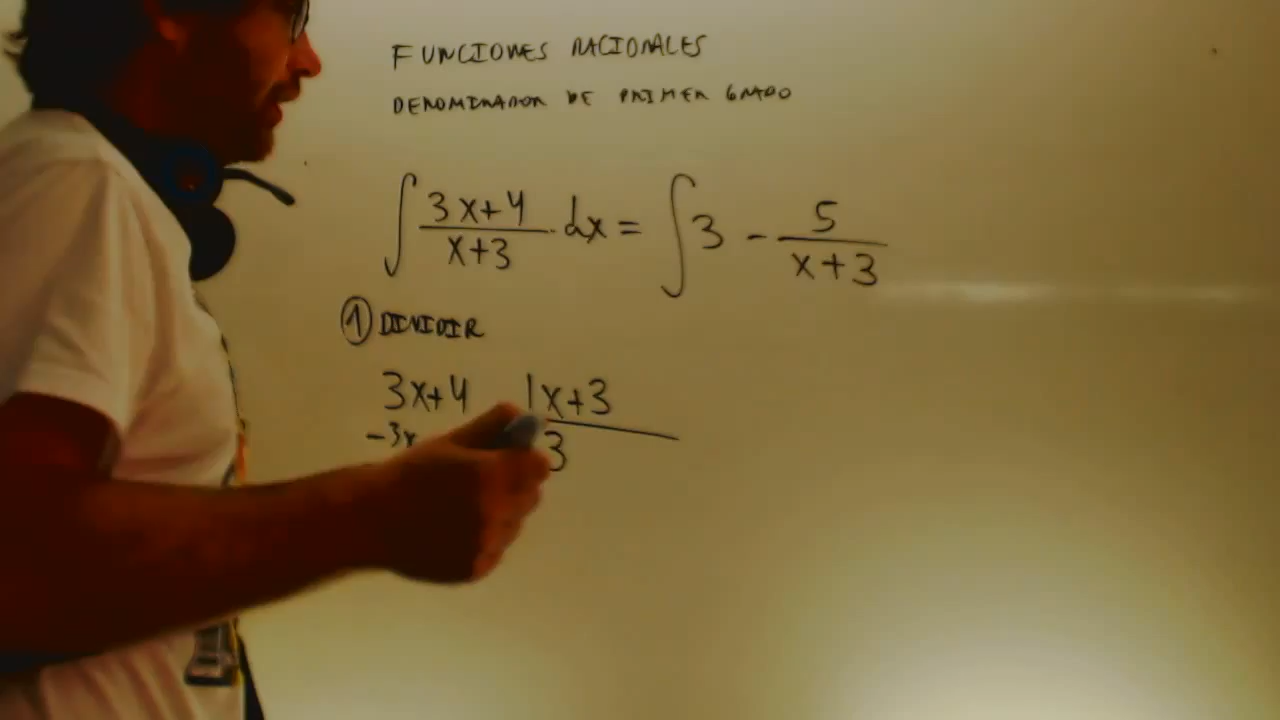 FUNCIONES RACIONALES
DENOMINADOR DE PRIMER GRADO
∫ (3x+4)/(x+3) · dx = ∫ 3 - 5/(x+3)
① DIVIDIR
3x+4 1x+3
-3x 3